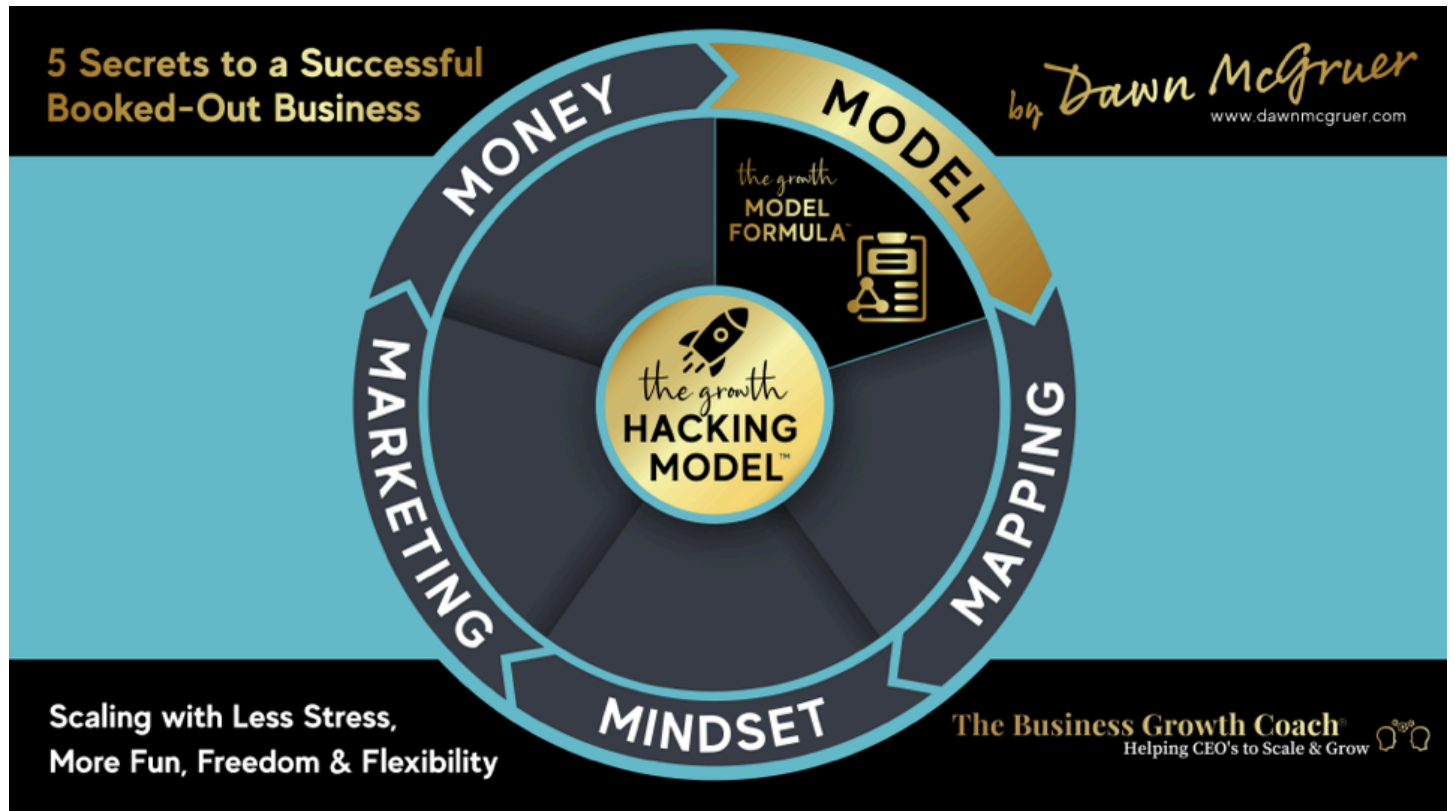 5 Secrets to a Successful
Booked-Out Business
by Dawn McGruer
www.dawnmcgruer.com
MONEY
MODEL
the growth
MODEL
FORMULA™
MAPPING
the growth
HACKING
MODEL™
MARKETING
MINDSET
Scaling with Less Stress,
More Fun, Freedom & Flexibility
The Business Growth Coach®
Helping CEO's to Scale & Grow